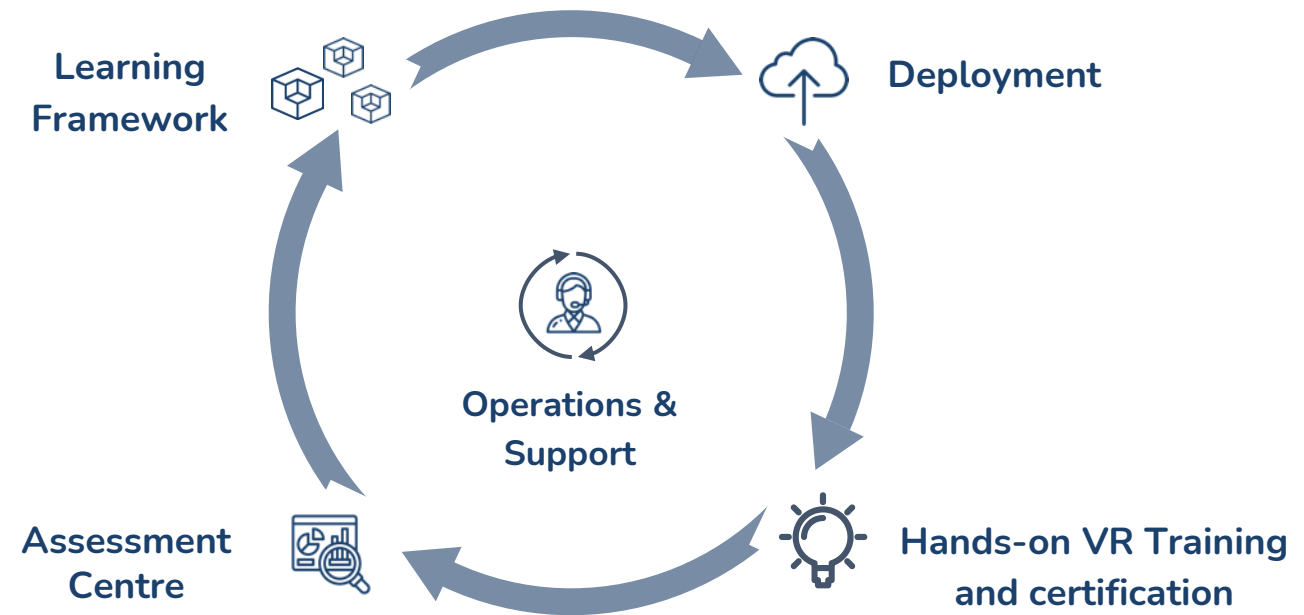 Learning
Framework
Deployment
Operations &
Support
Assessment
Centre
Hands-on VR Training
and certification